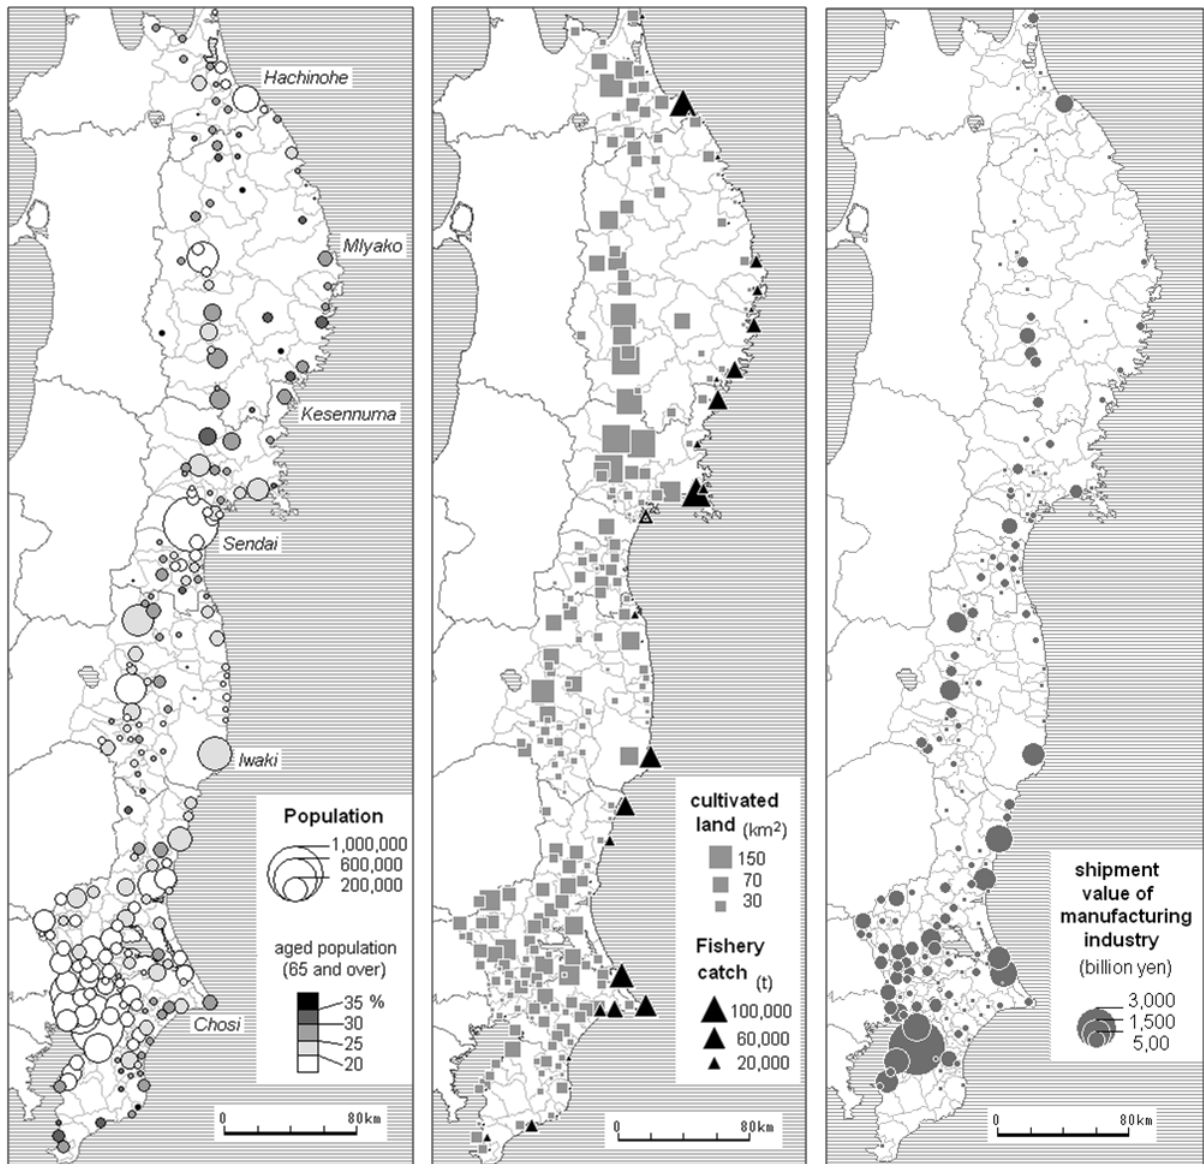 Hachinohe
MIyako
Kesennuma
Sendai
Iwaki
Chosi
Population
1,000,000
600,000
200,000
aged population
(65 and over)
35 %
30
25
20
0 80km
cultivated
land (km2)
150
70
30
Fishery
catch (t)
100,000
60,000
20,000
0 80km
shipment
value of
manufacturing
industry
(billion yen)
3,000
1,500
5,00
0 80km